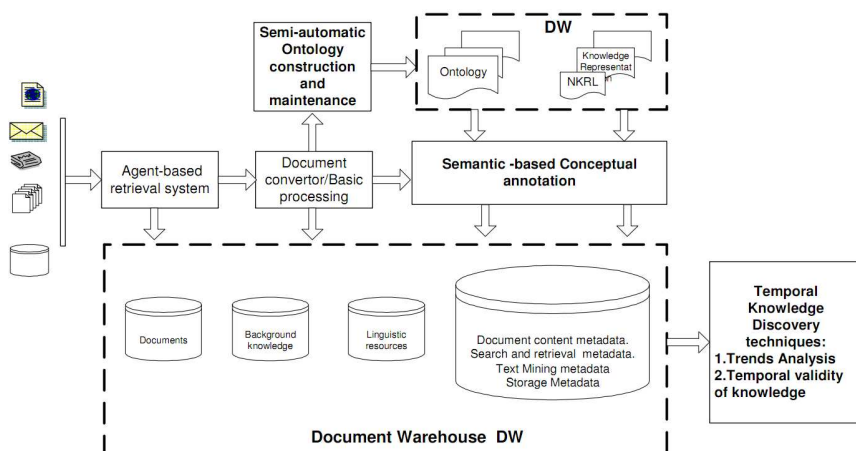 Semi-automatic
Ontology
construction
and
maintenance
DW
Ontology
Knowledge
Representat
ion
NKRL
Agent-based
retrieval system
Document
convertor/Basic
processing
Semantic -based Conceptual
annotation
Documents
Background
knowledge
Linguistic
resources
Document content metadata.
Search and retrieval metadata.
Text Mining metadata
Storage Metadata
Temporal
Knowledge
Discovery
techniques:
1.Trends Analysis
2.Temporal validity
of knowledge
Document Warehouse DW